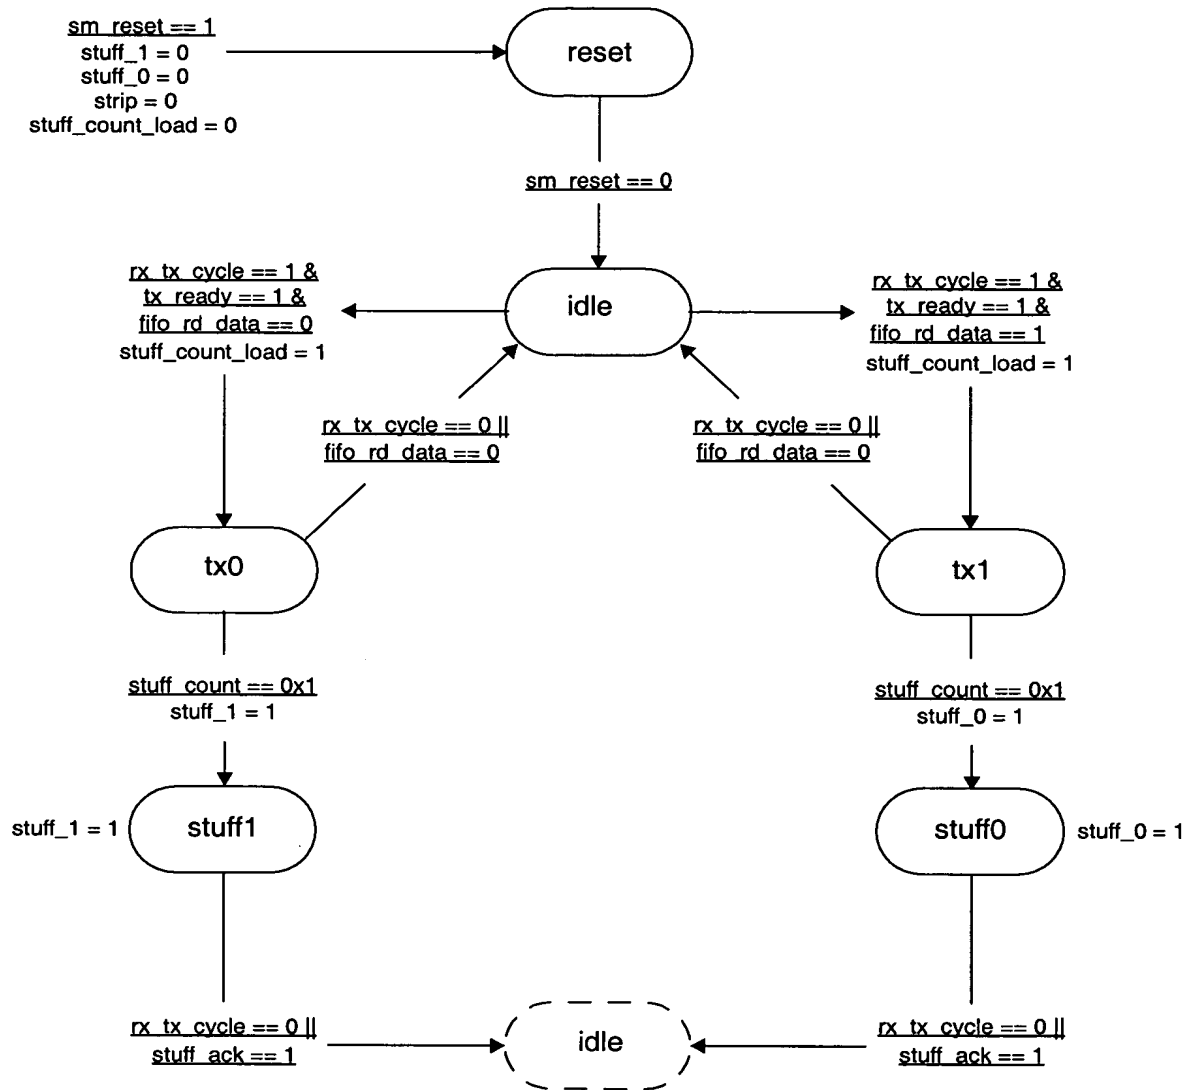 sm_reset == 1
stuff_1 = 0
stuff_0 = 0
strip = 0
stuff_count_load = 0
reset
sm_reset == 0
rx_tx_cycle == 1 &
tx_ready == 1 &
fifo_rd_data == 0
stuff_count_load = 1
idle
rx_tx_cycle == 1 &
tx_ready == 1 &
fifo_rd_data == 1
stuff_count_load = 1
rx_tx_cycle == 0 ||
fifo_rd_data == 0
rx_tx_cycle == 0 ||
fifo_rd_data == 0
tx0
tx1
stuff_count == 0x1
stuff_1 = 1
stuff_count == 0x1
stuff_0 = 1
stuff_1 = 1
stuff1
stuff0
stuff_0 = 1
rx_tx_cycle == 0 ||
stuff_ack == 1
idle
rx_tx_cycle == 0 ||
stuff_ack == 1